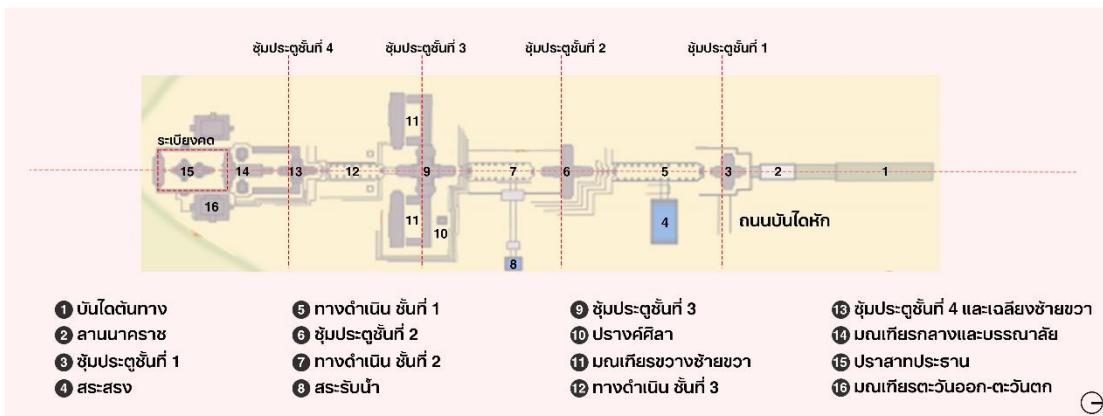 ซุ้มประตูชั้นที่ 4 ซุ้มประตูชั้นที่ 3 ซุ้มประตูชั้นที่ 2 ซุ้มประตูชั้นที่ 1
11
ระเบียงคด
15 14 13 12 9 7 6 5 3 2 1
16 11 10 4 ถนนบันไดหัก
8
1 บันไดต้นทาง
2 ลานนาคราช
3 ซุ้มประตูชั้นที่ 1
4 สระสรง
5 ทางดำเนิน ชั้นที่ 1
6 ซุ้มประตูชั้นที่ 2
7 ทางดำเนิน ชั้นที่ 2
8 สระรับน้ำ
9 ซุ้มประตูชั้นที่ 3
10 ปรางค์ศิลา
11 มณเฑียรขวางซ้ายขวา
12 ทางดำเนิน ชั้นที่ 3
13 ซุ้มประตูชั้นที่ 4 และเฉลียงซ้ายขวา
14 มณเฑียรกลางและบรรณาลัย
15 ปราสาทประธาน
16 มณเฑียรตะวันออก-ตะวันตก